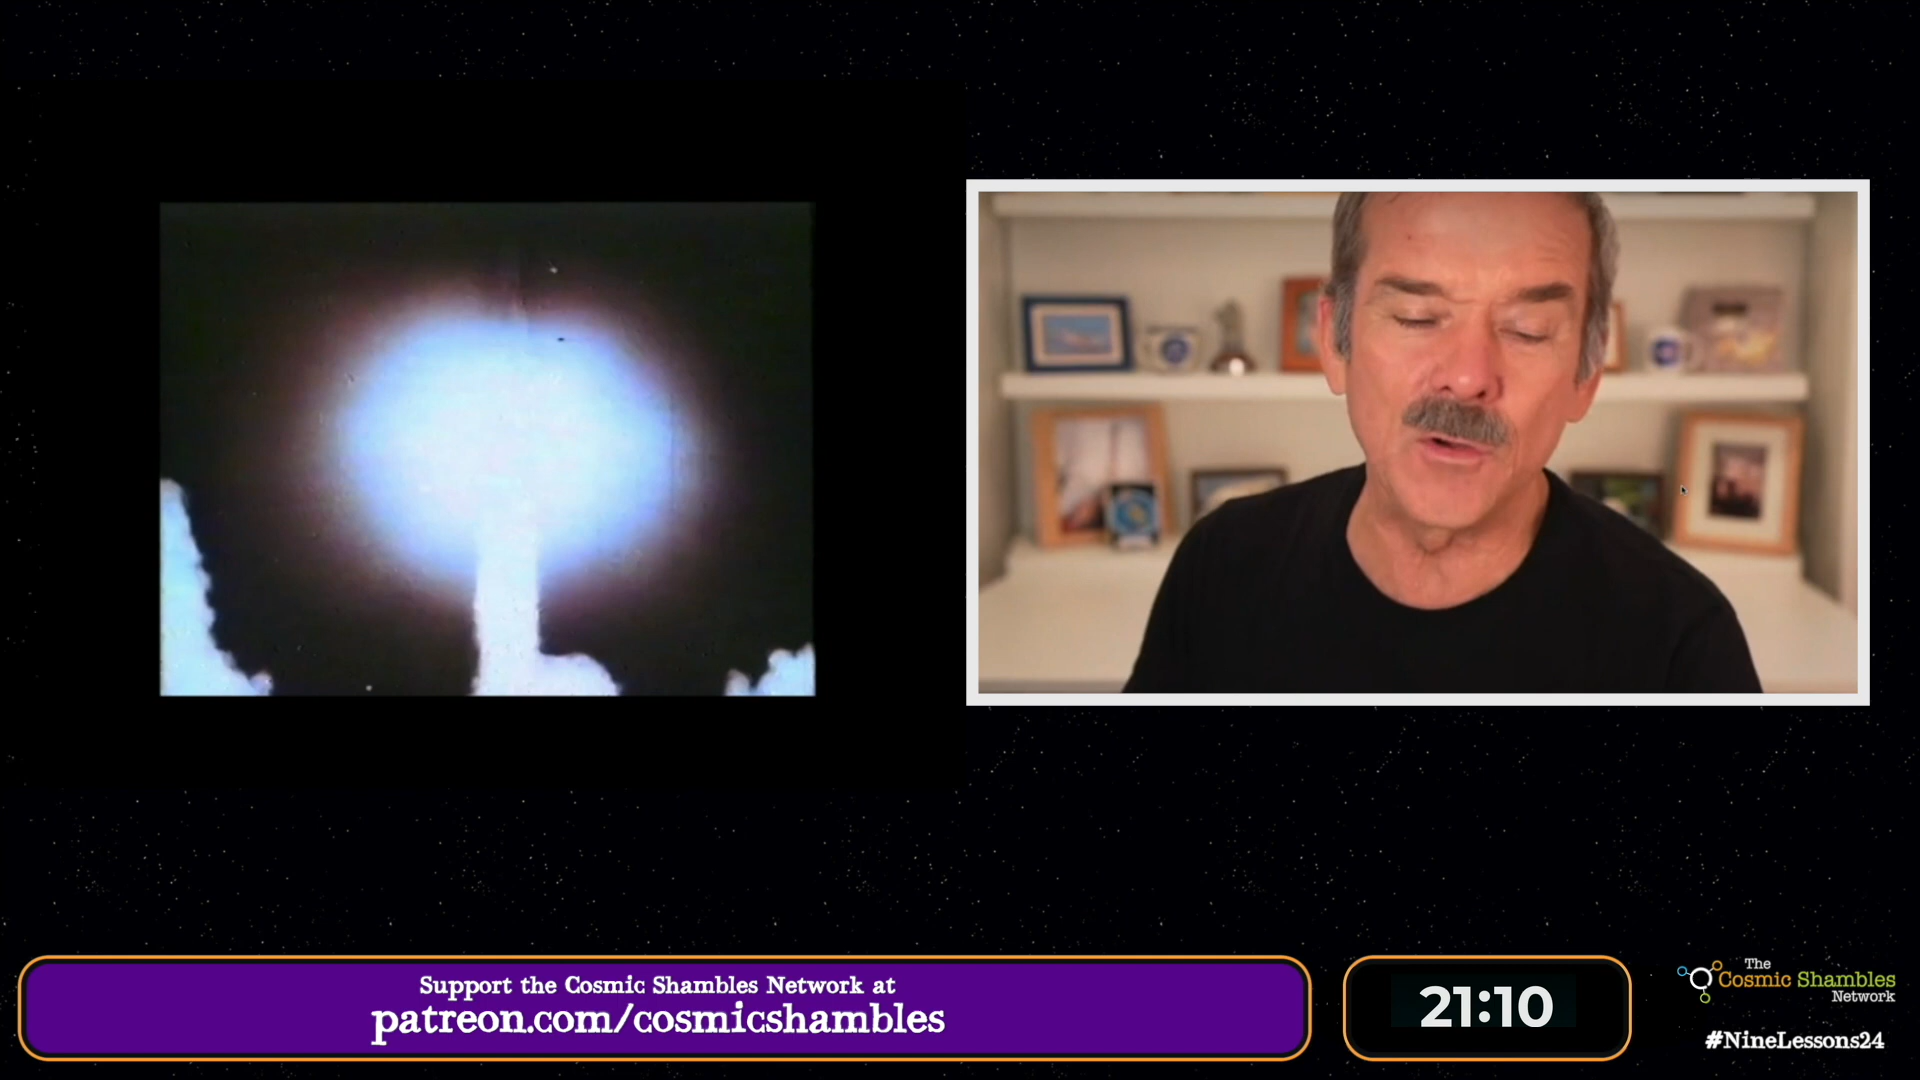 Support the Cosmic Shambles Network at
patreon.com/cosmicshambles
21:10
The
Cosmic Shambles
Network
#NineLessons24